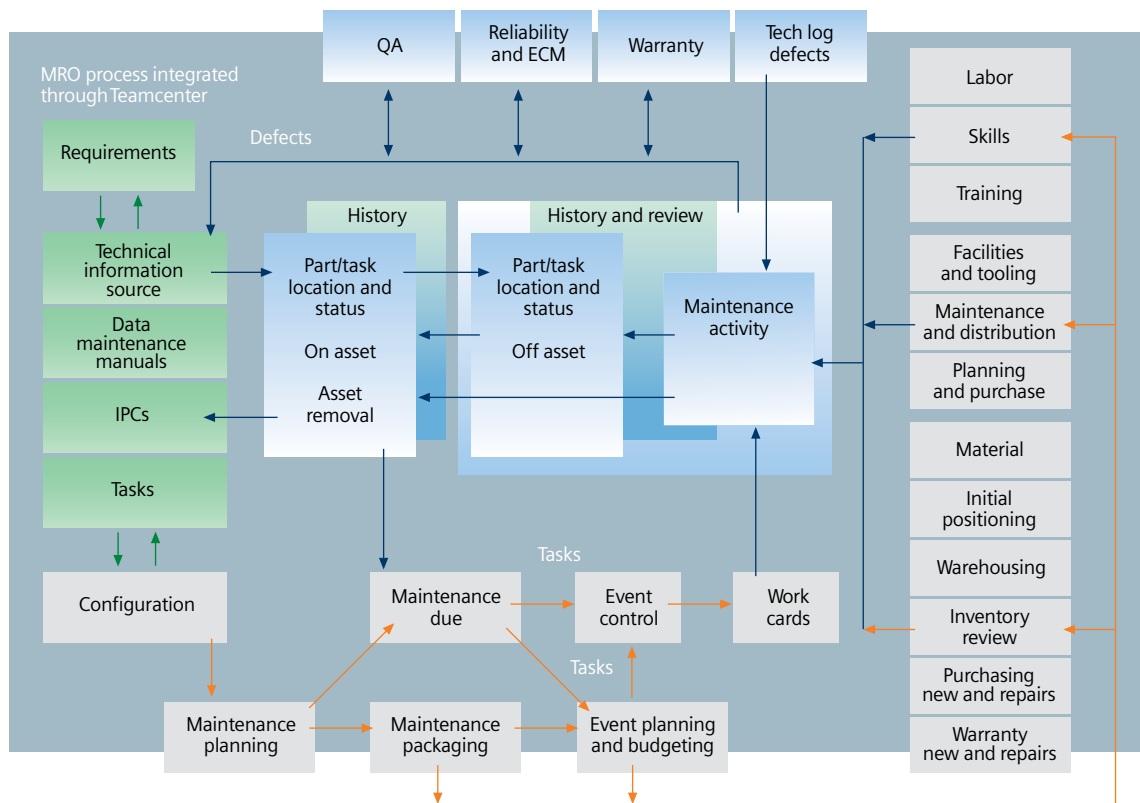 QA
Reliability
and ECM
Warranty
Tech log
defects
MRO process integrated
through Teamcenter
Defects
Requirements
Technical
information
source
Data
maintenance
manuals
IPCs
Tasks
Configuration
History
Part/task
location and
status
On asset
Asset
removal
History and review
Part/task
location and
status
Off asset
Maintenance
activity
Tasks
Maintenance
due
Event
control
Work
cards
Tasks
Maintenance
planning
Maintenance
packaging
Event planning
and budgeting
Labor
Skills
Training
Facilities
and tooling
Maintenance
and distribution
Planning
and purchase
Material
Initial
positioning
Warehousing
Inventory
review
Purchasing
new and repairs
Warranty
new and repairs